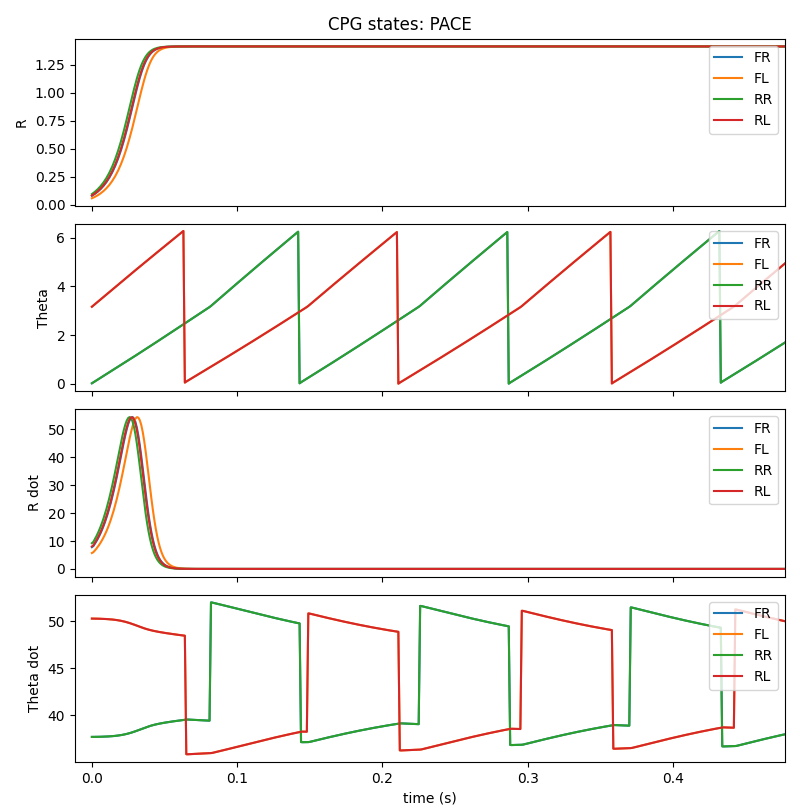 CPG states: PACE
1.25
1.00
0.75
0.50
0.25
0.00
R
FR
FL
RR
RL
6
4
2
0
Theta
FR
FL
RR
RL
50
40
30
20
10
0
R dot
FR
FL
RR
RL
50
45
40
Theta dot
FR
FL
RR
RL
0.0 0.1 0.2 0.3 0.4
time (s)